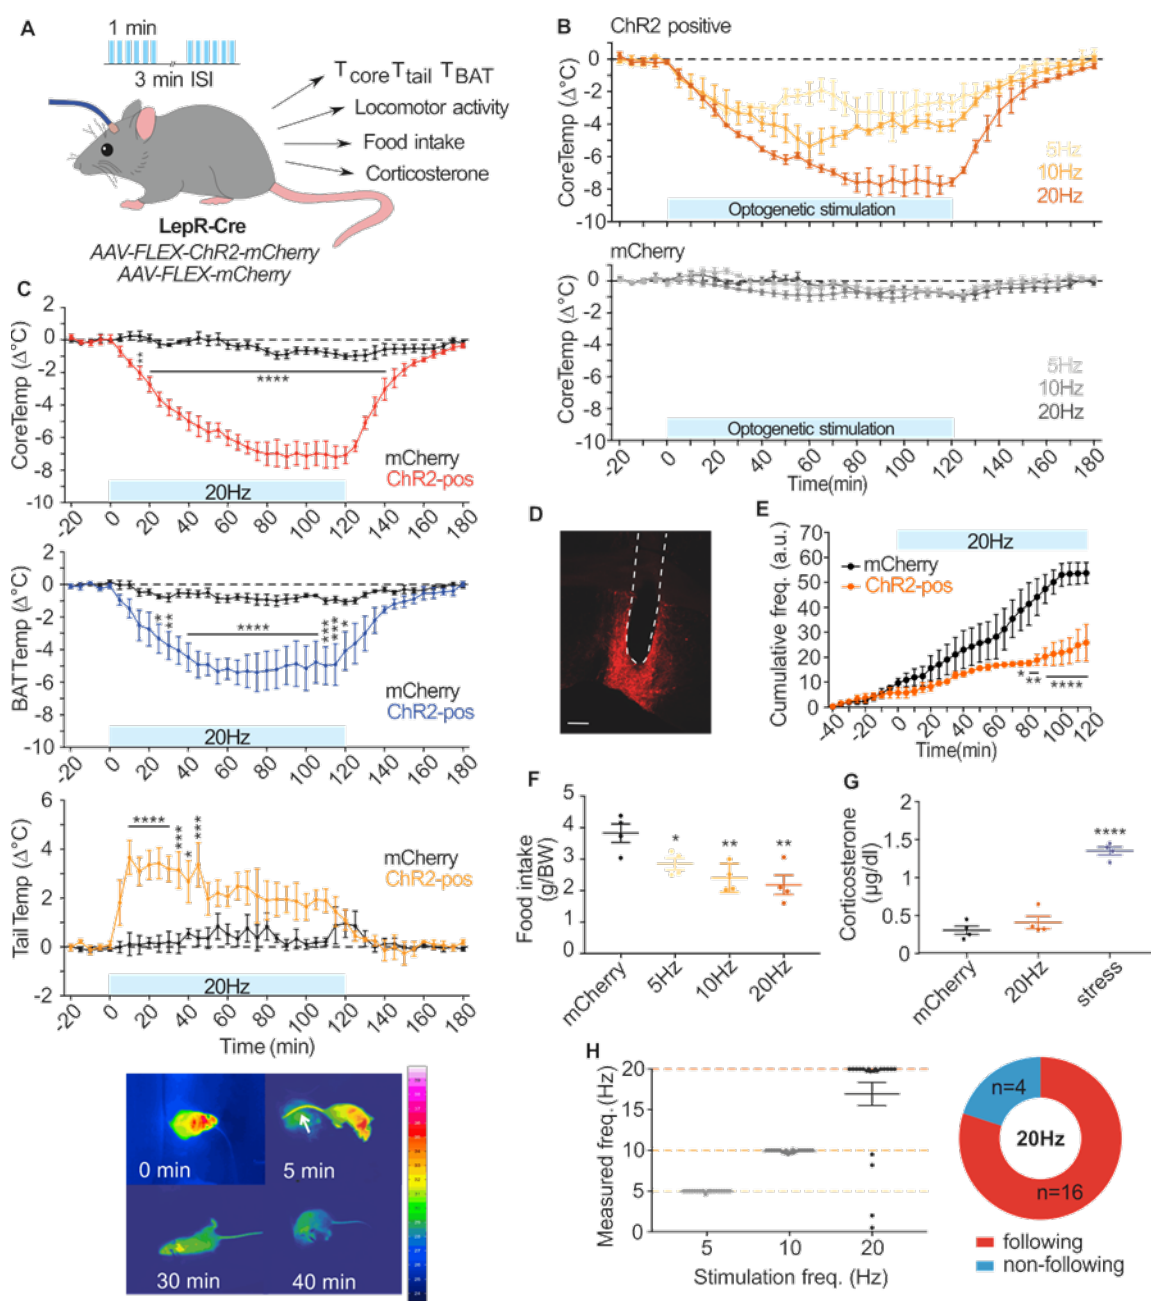 A
1 min
3 min ISI
Tcore Ttail TBAT
Locomotor activity
Food intake
Corticosterone
LepR-Cre
AAV-FLEX-ChR2-mCherry
AAV-FLEX-mCherry
B
ChR2 positive
CoreTemp (Δ°C)
0
-2
-4
-6
-8
-10
5Hz
10Hz
20Hz
Optogenetic stimulation
mCherry
CoreTemp (Δ°C)
0
-2
-4
-6
-8
-10
5Hz
10Hz
20Hz
Optogenetic stimulation
-20 0 20 40 60 80 100 120 140 160 180
Time(min)
C
CoreTemp (Δ°C)
2
0
-2
-4
-6
-8
-10
**
****
mCherry
ChR2-pos
20Hz
-20 0 20 40 60 80 100 120 140 160 180
BATTemp (Δ°C)
2
0
-2
-4
-6
-8
-10
*
**
****
***
****
*
mCherry
ChR2-pos
20Hz
-20 0 20 40 60 80 100 120 140 160 180
Tail Temp (Δ°C)
6
4
2
0
-2
****
***
*
***
mCherry
ChR2-pos
20Hz
-20 0 20 40 60 80 100 120 140 160 180
Time (min)
0 min
5 min
30 min
40 min
D
E
20Hz
Cumulative freq. (a.u.)
70
60
50
40
30
20
10
0
mCherry
ChR2-pos
*
**
****
-40 -20 0 20 40 60 80 100 120
Time(min)
F
Food intake
(g/BW)
5
4
3
2
1
0
*
**
**
mCherry 5Hz 10Hz 20Hz
G
Corticosterone
(µg/dl)
2
1.5
1
0.5
0
****
mCherry 20Hz stress
H
Measured freq. (Hz)
20
15
10
5
0
5 10 20
Stimulation freq. (Hz)
n=4
20Hz
n=16
following
non-following